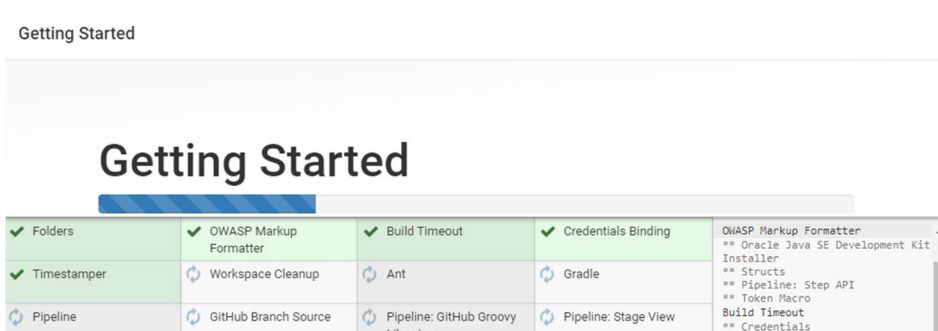 Getting Started
Getting Started
Folders
OWASP Markup
Formatter
Build Timeout
Credentials Binding
Timestamper
Workspace Cleanup
Ant
Gradle
Pipeline
GitHub Branch Source
Pipeline: GitHub Groovy
Pipeline: Stage View
OWASP Markup Formatter
** Oracle Java SE Development Kit
Installer
** Structs
** Pipeline: Step API
** Token Macro
Build Timeout
** Credentials